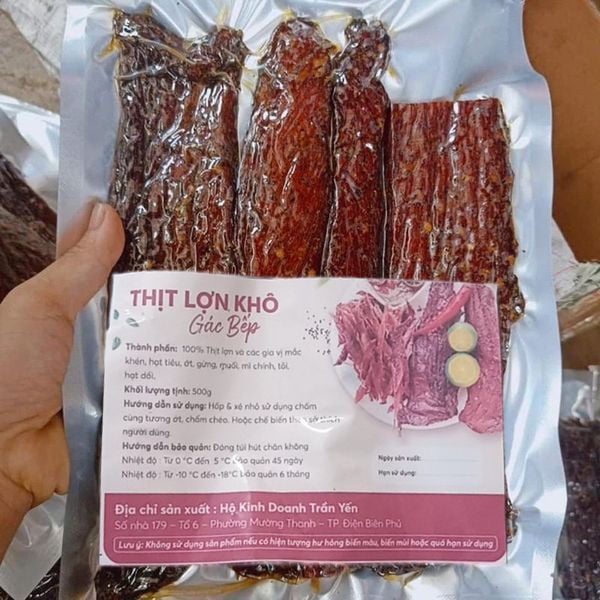 THỊT LỢN KHÔ
Gác Bếp
Thành phần: 100% Thịt lợn và các gia vị mắc
khén, hạt tiêu, ớt, gừng, muối, mì chính, tỏi,
hạt dổi,
Khối lượng tịnh: 500g
Hướng dẫn sử dụng: Hấp & xé nhỏ sử dụng chấm
cùng tương ớt, chẩm chéo. Hoặc chế biến theo sở thích
người dùng.
Hướng dẫn bảo quản: Đóng túi hút chân không
Nhiệt độ : Từ 0 °C đến 5 °C bảo quản 45 ngày
Nhiệt độ : Từ -10 °C đến -18°C bảo quản 6 tháng
Ngày sản xuất:
Hạn sử dụng:
Địa chỉ sản xuất : Hộ Kinh Doanh Trần Yến
Số nhà 179 – Tổ 6 – Phường Mường Thanh – TP. Điện Biên Phủ
Lưu ý: Không sử dụng sản phẩm nếu có hiện tượng hư hỏng biến màu, biến mùi hoặc quá hạn sử dụng